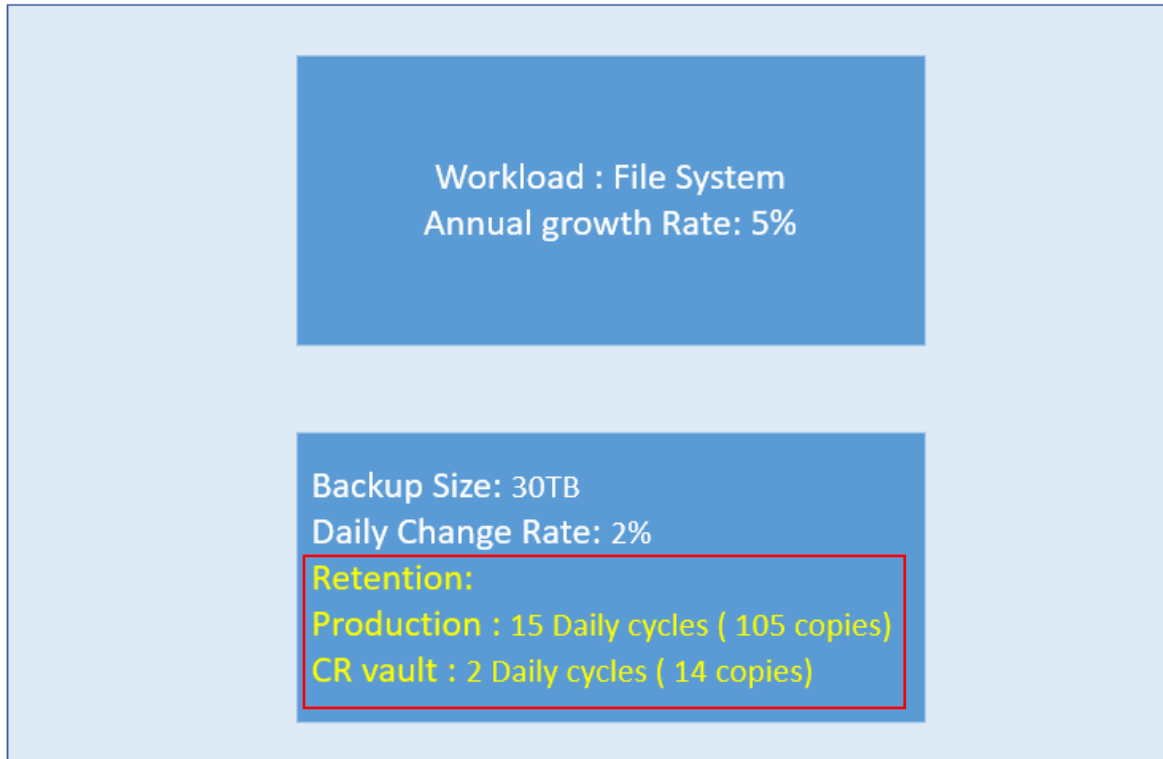 Workload : File System
Annual growth Rate: 5%
Backup Size: 30TB
Daily Change Rate: 2%
Retention:
Production : 15 Daily cycles ( 105 copies)
CR vault : 2 Daily cycles ( 14 copies)